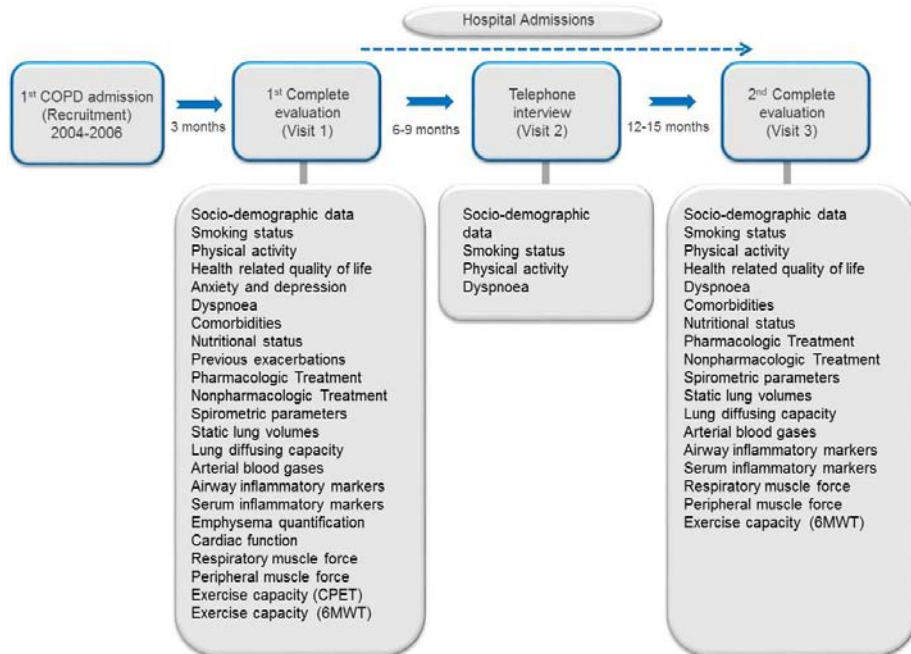 Hospital Admissions
1st COPD admission
(Recruitment)
2004-2006
3 months
1st Complete
evaluation
(Visit 1)
6-9 months
Telephone
interview
(Visit 2)
12-15 months
2nd Complete
evaluation
(Visit 3)
Socio-demographic data
Smoking status
Physical activity
Health related quality of life
Anxiety and depression
Dyspnoea
Comorbidities
Nutritional status
Previous exacerbations
Pharmacologic Treatment
Nonpharmacologic Treatment
Spirometric parameters
Static lung volumes
Lung diffusing capacity
Arterial blood gases
Airway inflammatory markers
Serum inflammatory markers
Emphysema quantification
Cardiac function
Respiratory muscle force
Peripheral muscle force
Exercise capacity (CPET)
Exercise capacity (6MWT)
Socio-demographic
data
Smoking status
Physical activity
Dyspnoea
Socio-demographic data
Smoking status
Physical activity
Health related quality of life
Dyspnoea
Comorbidities
Nutritional status
Pharmacologic Treatment
Nonpharmacologic Treatment
Spirometric parameters
Static lung volumes
Lung diffusing capacity
Arterial blood gases
Airway inflammatory markers
Serum inflammatory markers
Respiratory muscle force
Peripheral muscle force
Exercise capacity (6MWT)